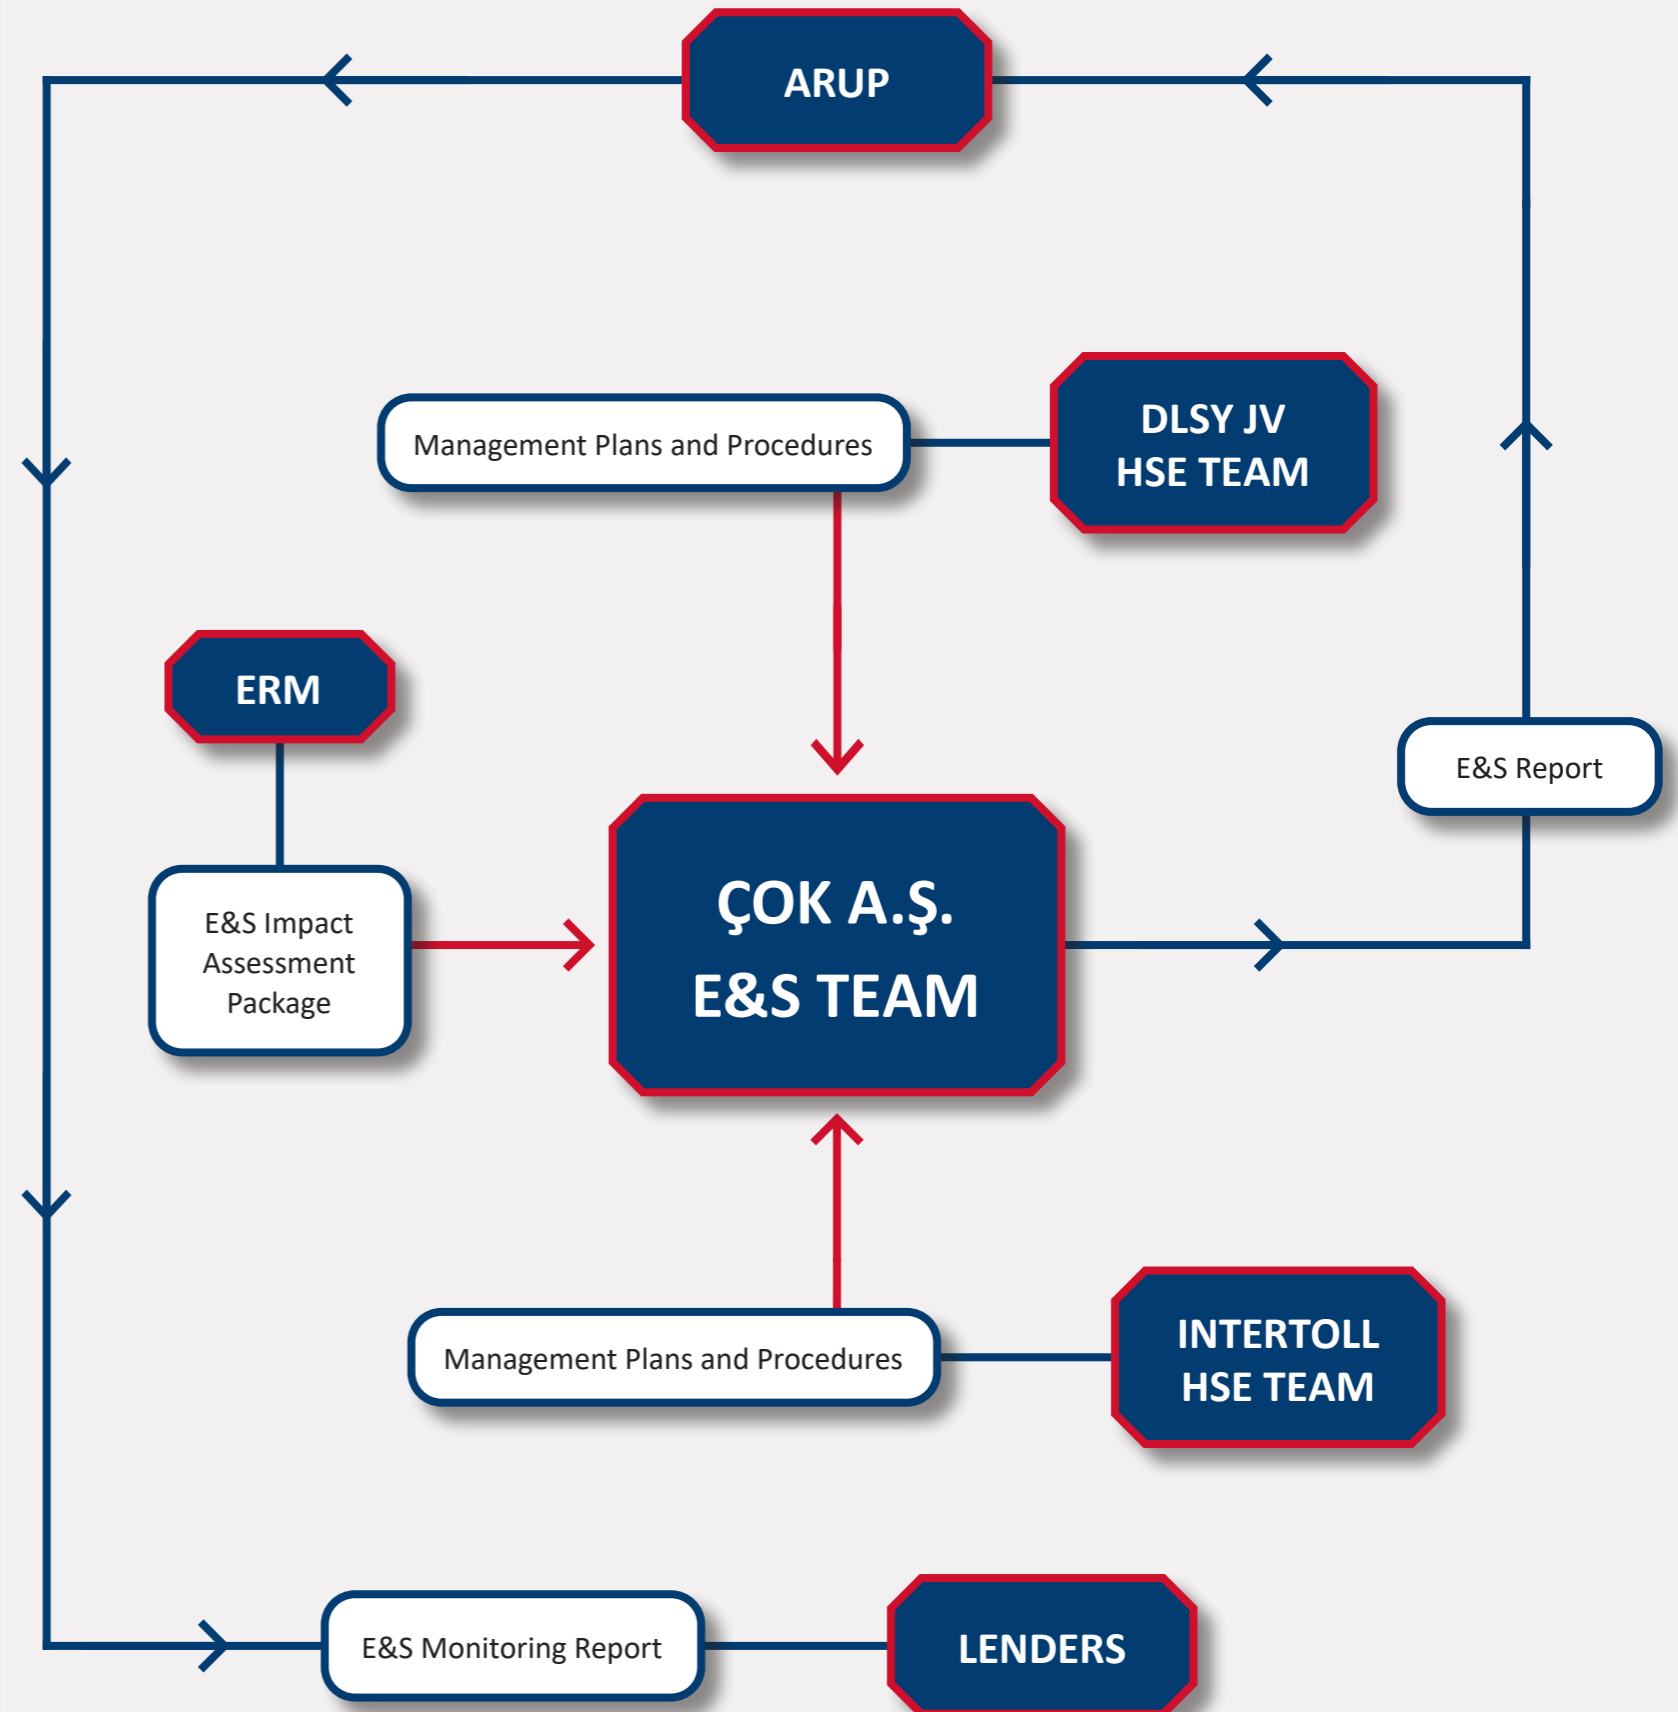 ARUP
DLSY JV
HSE TEAM
Management Plans and Procedures
ERM
E&S Report
ÇOK A.Ş.
E&S TEAM
E&S Impact
Assessment
Package
INTERTOLL
HSE TEAM
Management Plans and Procedures
E&S Monitoring Report
LENDERS